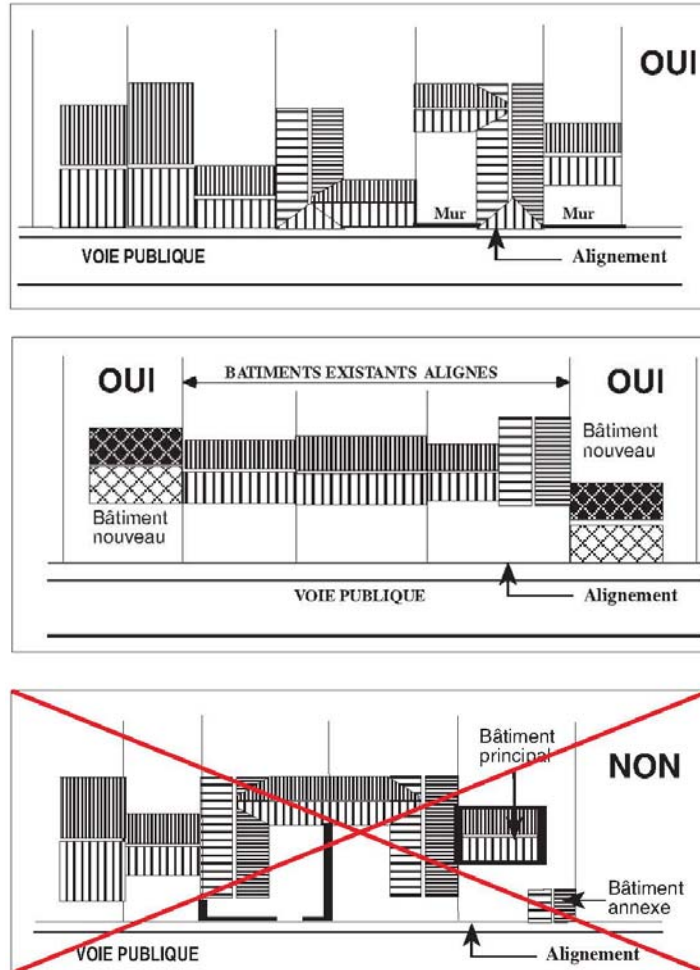 OUI
Mur
Mur
VOIE PUBLIQUE
Alignement
OUI
BATIMENTS EXISTANTS ALIGNES
OUI
Bâtiment
nouveau
Bâtiment
nouveau
VOIE PUBLIQUE
Alignement
Bâtiment
principal
NON
Bâtiment
annexe
VOIE PUBLIQUE
Alignement